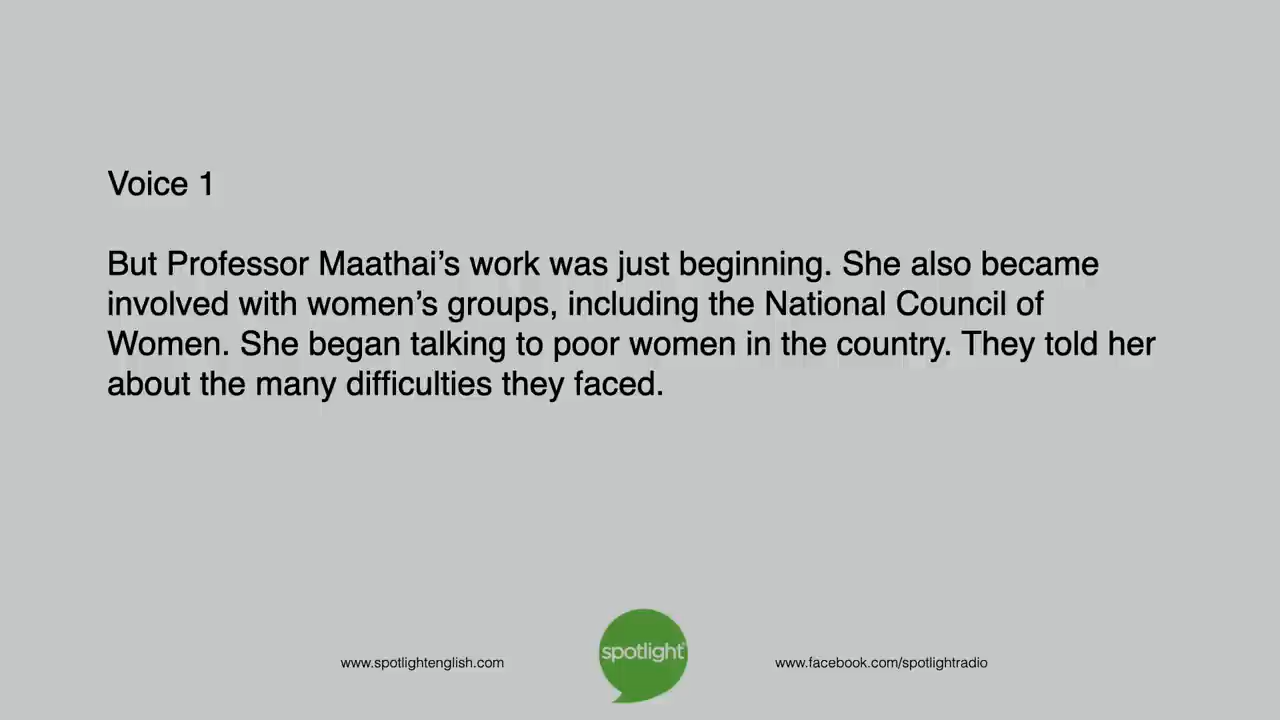 Voice 1
But Professor Maathai’s work was just beginning. She also became
involved with women’s groups, including the National Council of
Women. She began talking to poor women in the country. They told her
about the many difficulties they faced.
www.spotlightenglish.com
spotlight
www.facebook.com/spotlightradio